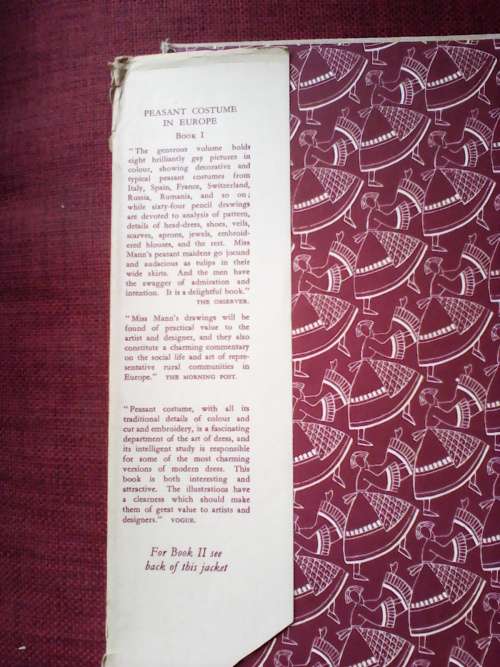 PEASANT COSTUME
IN EUROPE
Book I
"The generous volume holds
eight brilliantly gay pictures in
colour, showing decorative and
typical peasant costumes from
Italy, Spain, France, Switzerland,
Russia, Rumania, and so on;
while sixty-four pencil drawings
are devoted to analysis of pattern,
details of head-dress, shoes, veils,
scarves, aprons, jewels, embroid-
ered blouses, and the rest. Miss
Mann's peasant maidens go jocund
and audacious as tulips in their
wide skirts. And the men have
the swagger of admiration and
intention. It is a delightful book."
THE OBSERVER.
"Miss Mann's drawings will be
found of practical value to the
artist and designer, and they also
constitute a charming commentary
on the social life and art of repre-
sentative rural communities in
Europe." THE MORNING POST.
"Peasant costume, with all its
traditional details of colour and
cut and embroidery, is a fascinating
department of the art of dress, and
its intelligent study is responsible
for some of the most charming
versions of modern dress. This
book is both interesting and
attractive. The illustrations have
a clearness which should make
them of great value to artists and
designers." VOGUE.
For Book II see
back of this jacket